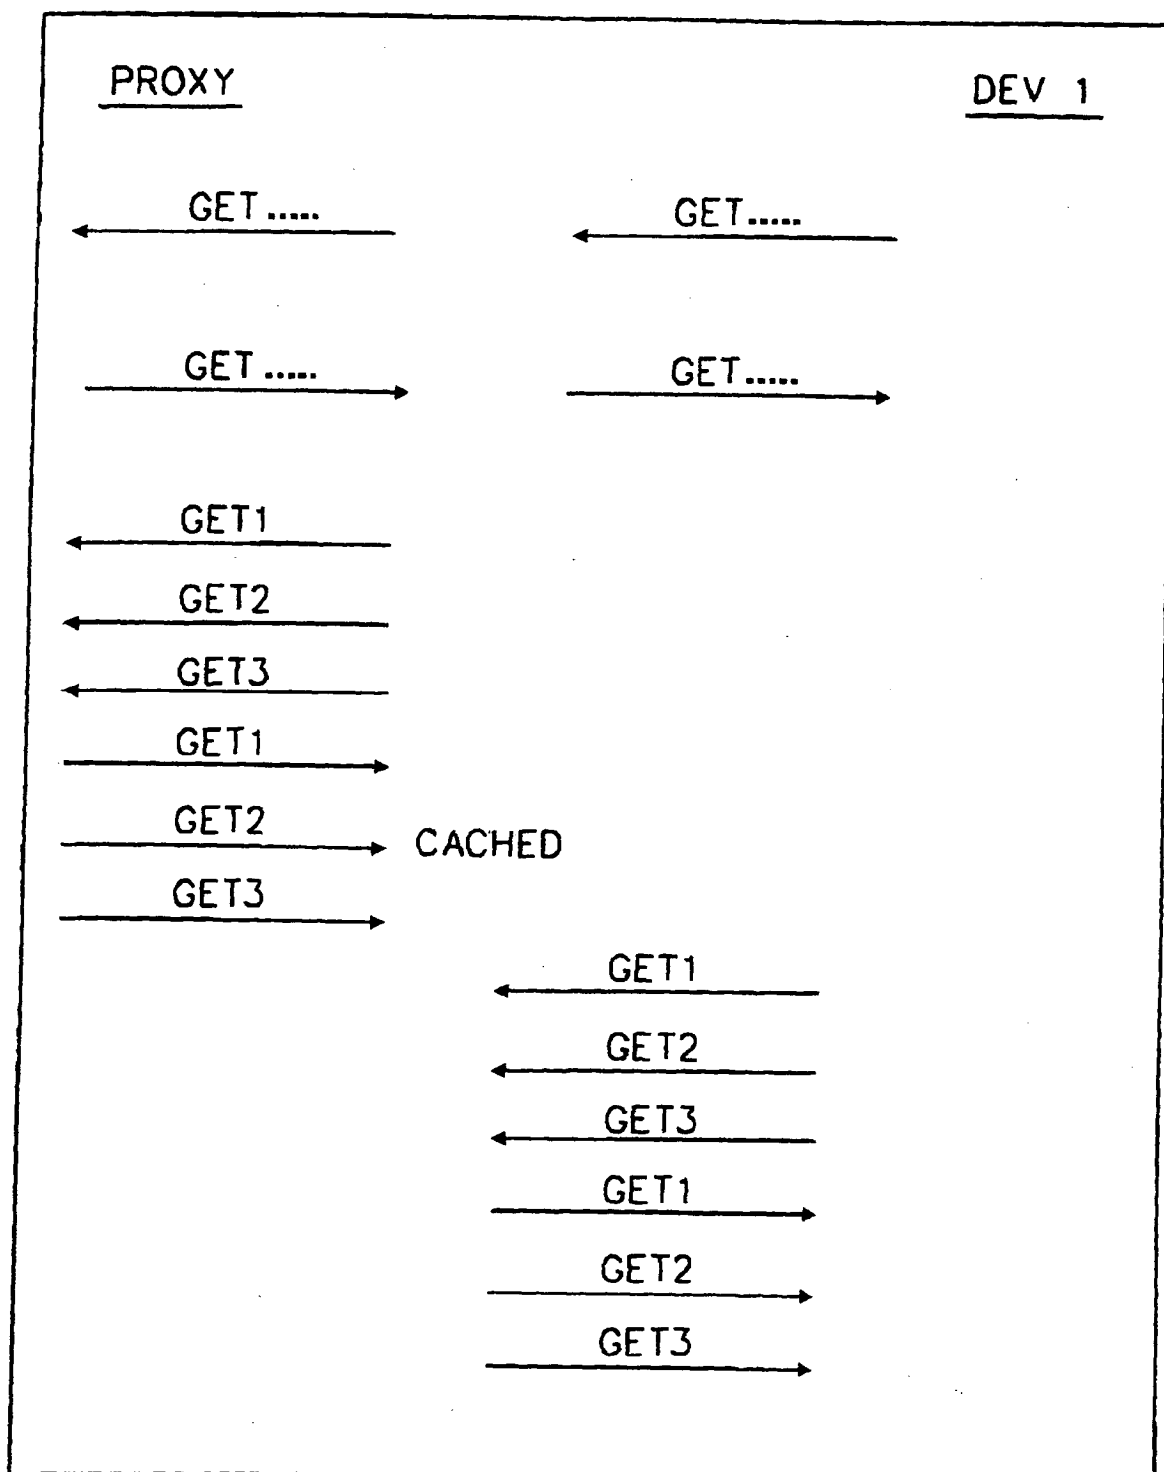 PROXY DEV 1
GET..... GET.....
GET..... GET.....
GET1
GET2
GET3
GET1
GET2 CACHED
GET3
GET1
GET2
GET3
GET1
GET2
GET3